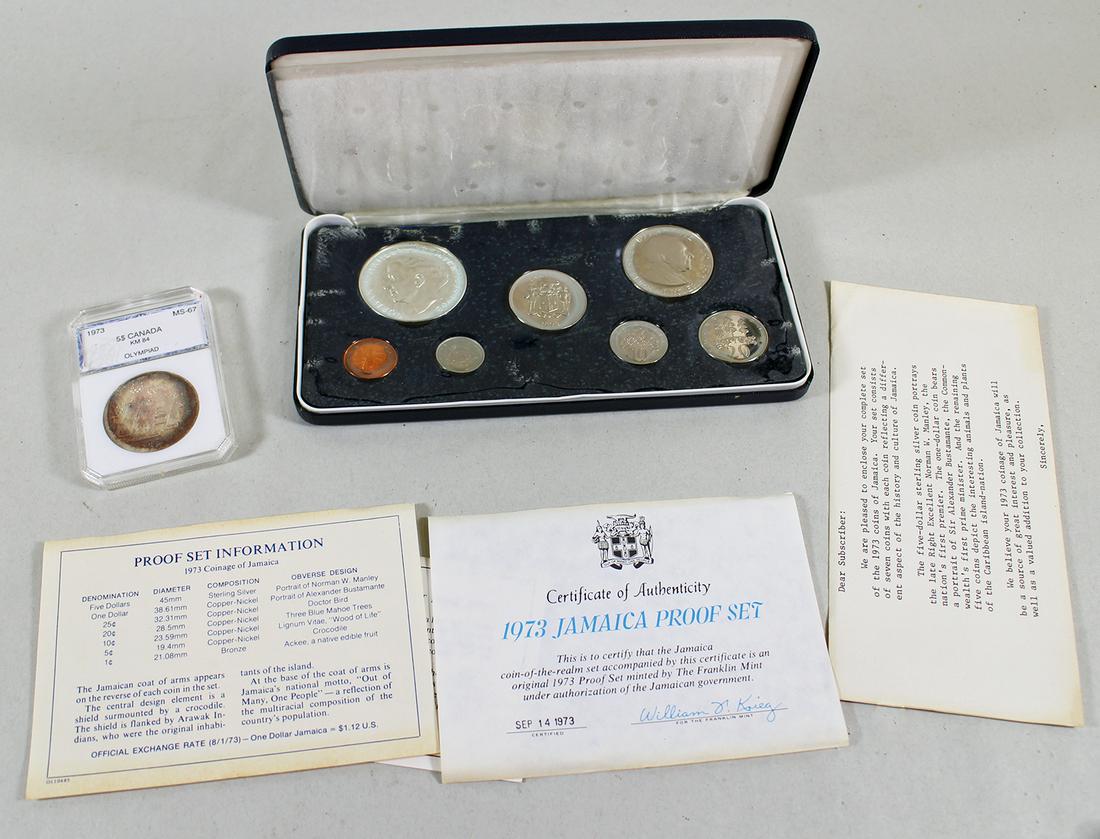 1973 MS-67
5$ CANADA
KM 84
OLYMPIAD
10
20
PROOF SET INFORMATION
1973 Coinage of Jamaica
DENOMINATION DIAMETER COMPOSITION OBVERSE DESIGN
Five Dollars 45mm Sterling Silver Portrait of Norman W. Manley
One Dollar 38.61mm Copper-Nickel Portrait of Alexander Bustamante
25¢ 32.31mm Copper-Nickel Doctor Bird
20¢ 28.5mm Copper-Nickel Three Blue Mahoe Trees
10¢ 23.59mm Copper-Nickel Lignum Vitae, "Wood of Life"
5¢ 19.4mm Copper-Nickel Crocodile
1¢ 21.08mm Bronze Ackee, a native edible fruit
The Jamaican coat of arms appears
on the reverse of each coin in the set.
The central design element is a
shield surmounted by a crocodile.
The shield is flanked by Arawak In-
dians, who were the original inhabi-
tants of the island.
At the base of the coat of arms is
Jamaica's national motto, "Out of
Many, One People" — a reflection of
the multiracial composition of the
country's population.
OFFICIAL EXCHANGE RATE (8/1/73) — One Dollar Jamaica = $1.12 U.S.
Certificate of Authenticity
1973 JAMAICA PROOF SET
This is to certify that the Jamaica
coin-of-the-realm set accompanied by this certificate is an
original 1973 Proof Set minted by The Franklin Mint
under authorization of the Jamaican government.
SEP 14 1973
CERTIFIED
William T. Krieg
FOR THE FRANKLIN MINT
Dear Subscriber:
We are pleased to enclose your complete set
of the 1973 coins of Jamaica. Your set consists
of seven coins with each coin reflecting a differ-
ent aspect of the history and culture of Jamaica.
The five-dollar sterling silver coin portrays
the late Right Excellent Norman W. Manley, the
nation's first premier. The one-dollar coin bears
a portrait of Sir Alexander Bustamante, the Common-
wealth's first prime minister. And the remaining
five coins depict the interesting animals and plants
of the Caribbean island-nation.
We believe your 1973 coinage of Jamaica will
be a source of great interest and pleasure, as
well as a valued addition to your collection.
Sincerely,